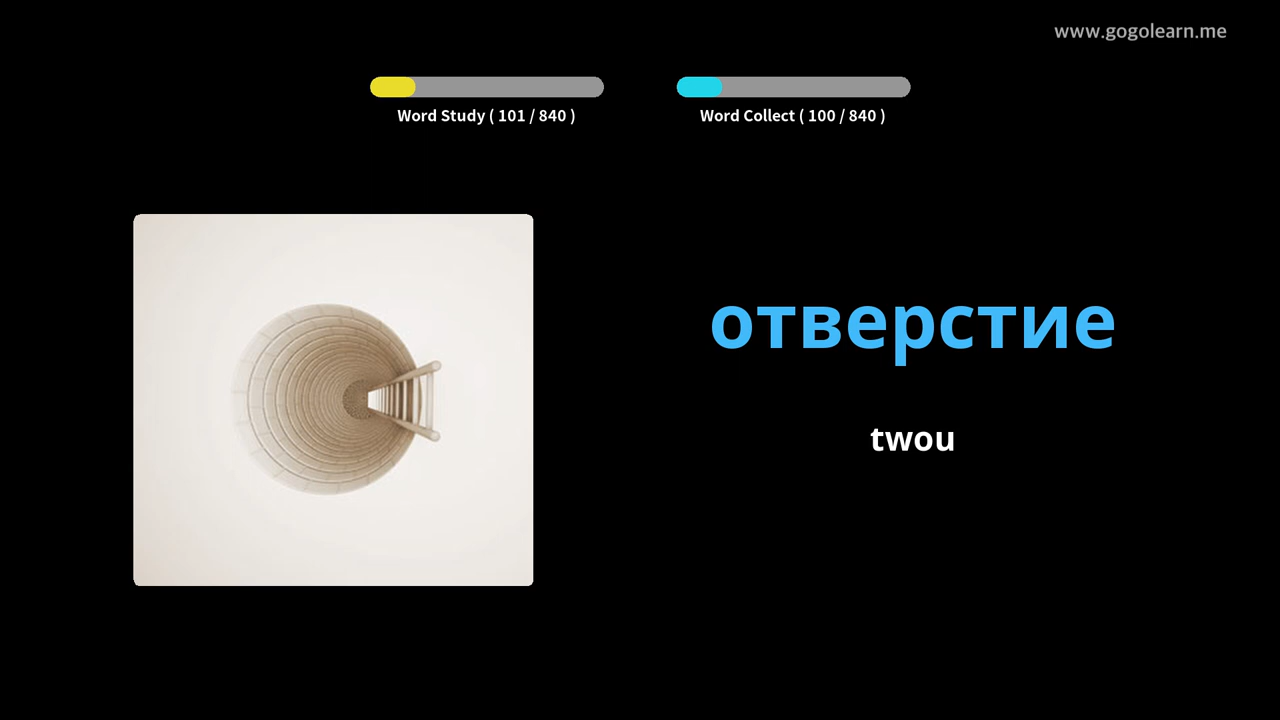 www.gogolearn.me
Word Study ( 101 / 840 )
Word Collect ( 100 / 840 )
отверстие
twou